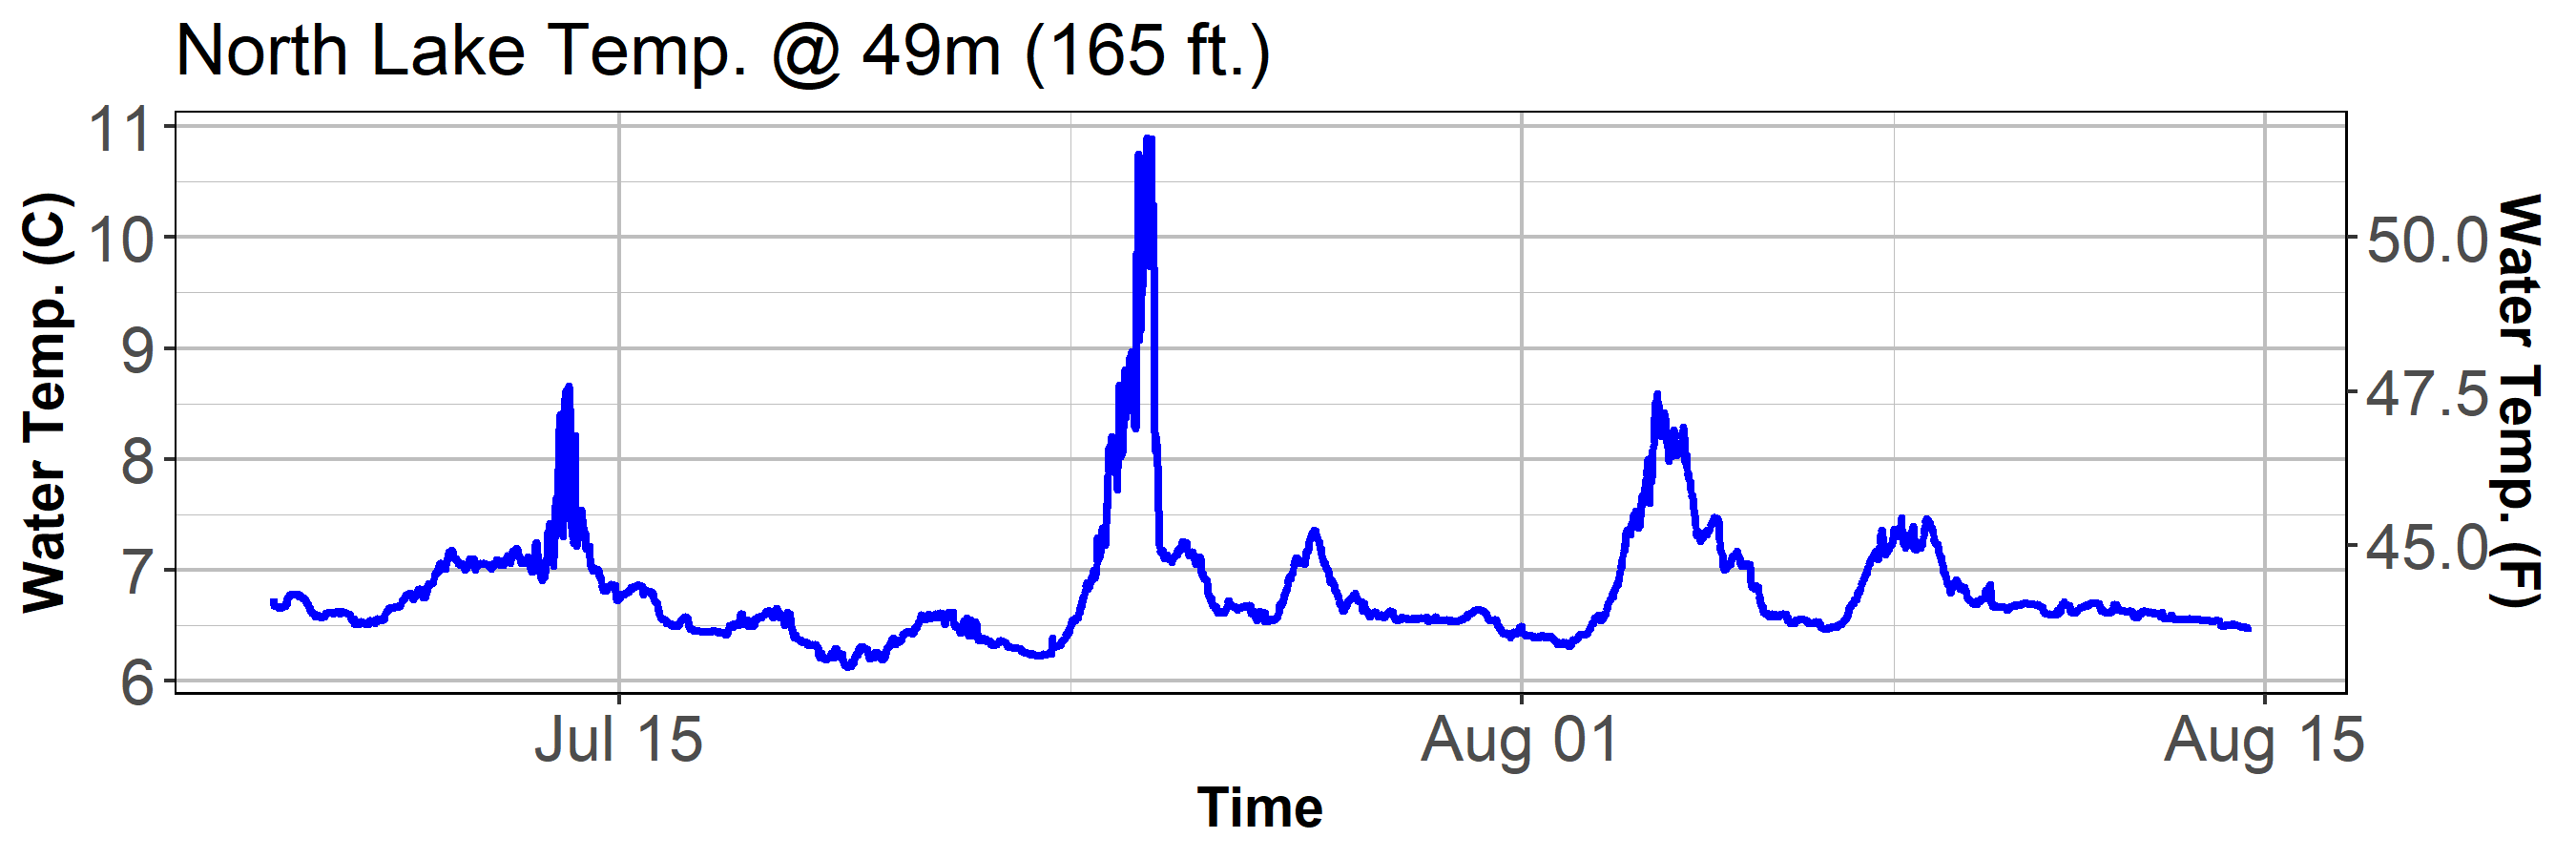 North Lake Temp. @ 49m (165 ft.)
Water Temp. (C)
11
10
9
8
7
6
50.0
47.5
45.0
Water Temp. (F)
Jul 15
Aug 01
Aug 15
Time